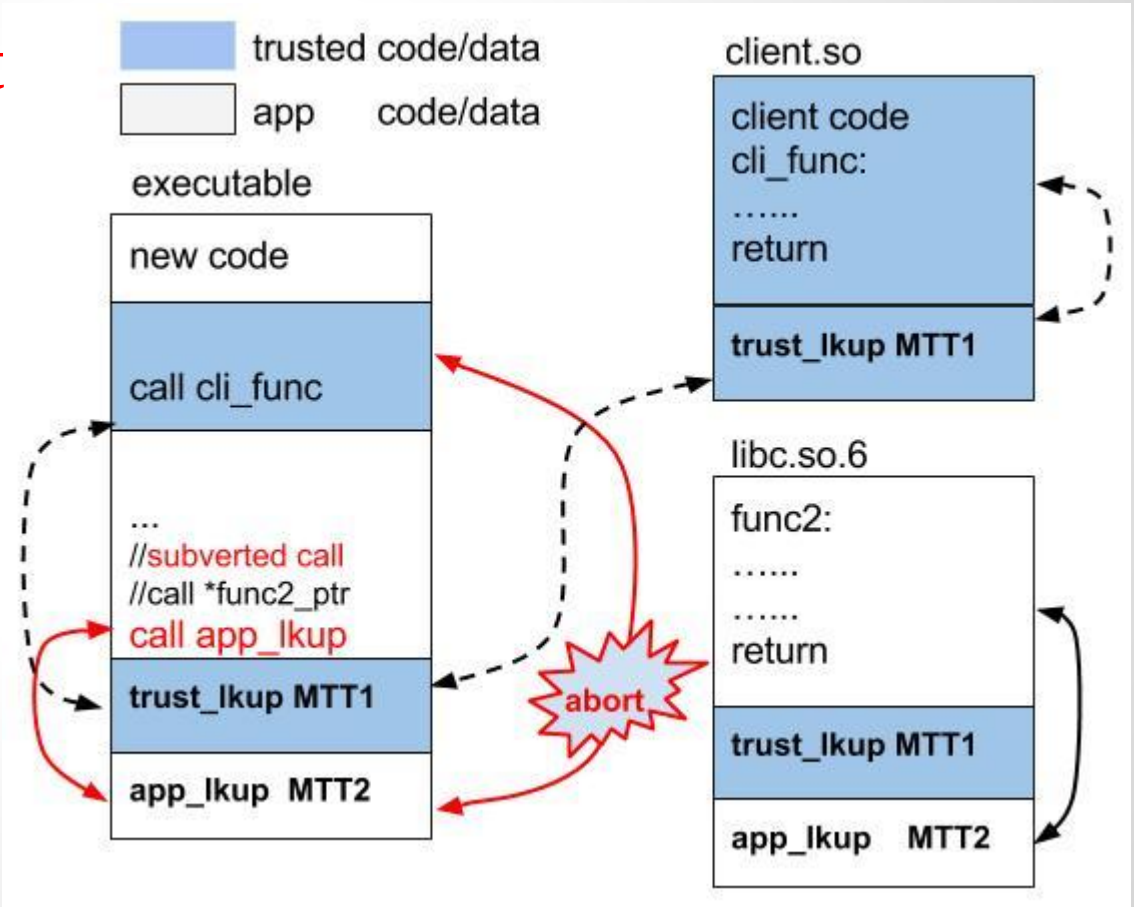 trusted code/data
app code/data
executable
new code
call cli_func
...
//subverted call
//call *func2_ptr
call app_lkup
trust_lkup MTT1
app_lkup MTT2
abort
client.so
client code
cli_func:
…...
return
trust_lkup MTT1
libc.so.6
func2:
…...
…...
return
trust_lkup MTT1
app_lkup MTT2